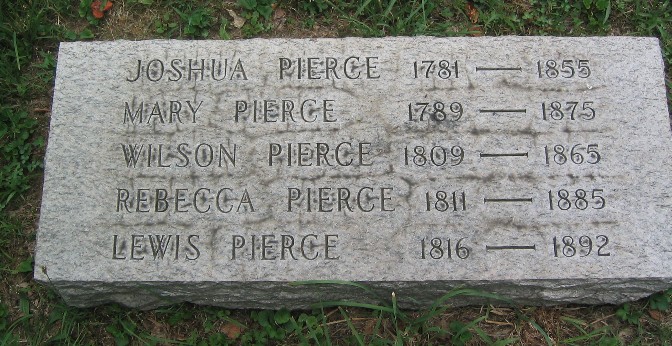 JOSHUA PIERCE 1781 — 1855
MARY PIERCE 1789 — 1875
WILSON PIERCE 1809 — 1865
REBECCA PIERCE 1811 — 1885
LEWIS PIERCE 1816 — 1892